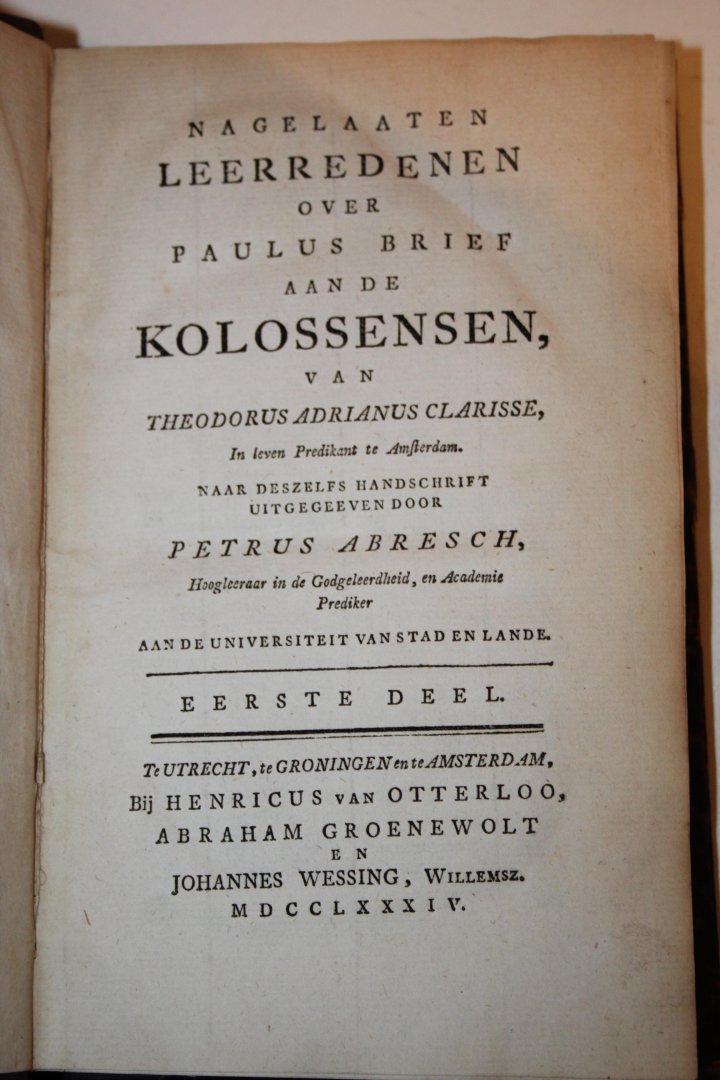 NAGELAATEN
LEERREDENEN
OVER
PAULUS BRIEF
AAN DE
KOLOSSENSEN,
VAN
THEODORUS ADRIANUS CLARISSE,
In leven Predikant te Amſterdam.
NAAR DESZELFS HANDSCHRIFT
UITGEGEEVEN DOOR
PETRUS ABRESCH,
Hoogleeraar in de Godgeleerdheid, en Academie
Prediker
AAN DE UNIVERSITEIT VAN STAD EN LANDE.
EERSTE DEEL.
Te UTRECHT, te GRONINGEN en te AMSTERDAM,
Bij HENRICUS VAN OTTERLOO,
ABRAHAM GROENEWOLT
EN
JOHANNES WESSING, WILLEMSZ.
MDCCLXXXIV.